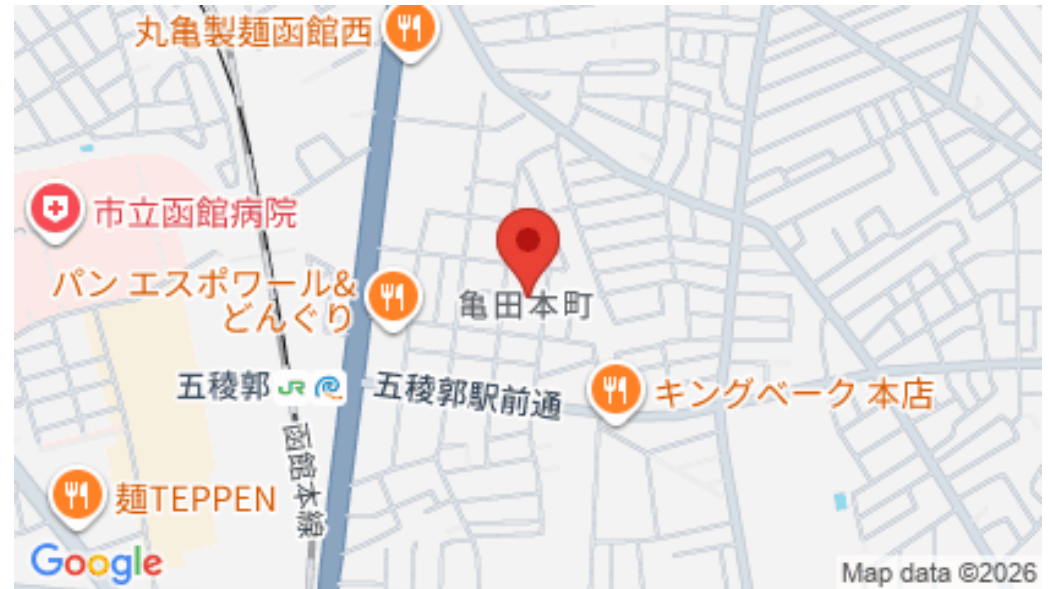 丸亀製麺函館西
市立函館病院
パン エスポワール&
どんぐり
亀田本町
五稜郭 JR
五稜郭駅前通
キングベーク 本店
函館本線
麺TEPPEN
Google
Map data ©2026